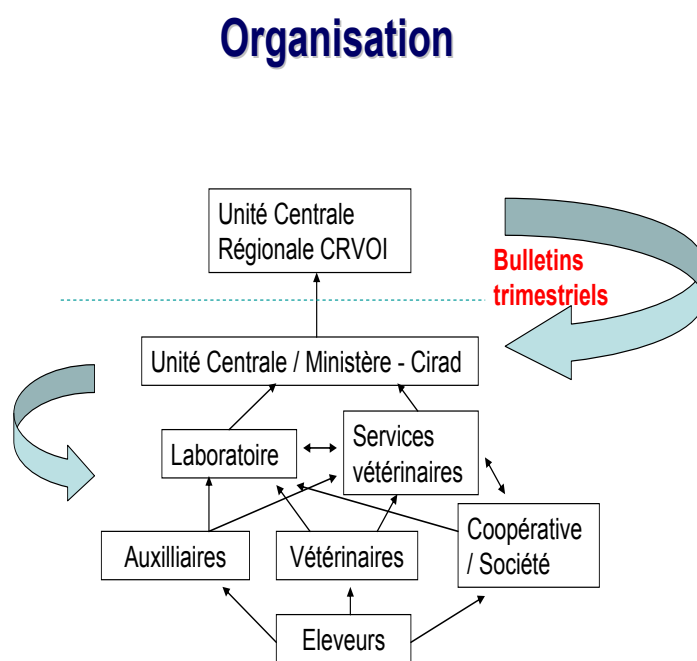 Organisation
Unité Centrale
Régionale CRVOI
Bulletins
trimestriels
Unité Centrale / Ministère - Cirad
Laboratoire
Services
vétérinaires
Auxilliaires
Vétérinaires
Coopérative
/ Société
Eleveurs